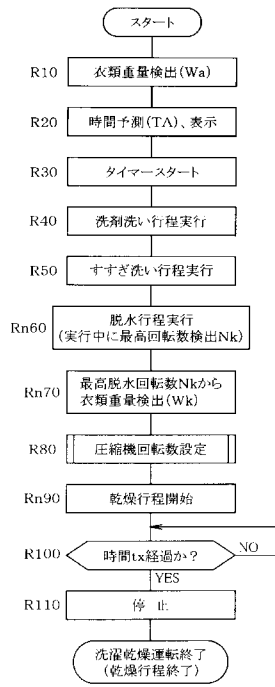 スタート
R10 衣類重量検出(Wa)
R20 時間予測(TA)、表示
R30 タイマースタート
R40 洗剤洗い行程実行
R50 すすぎ洗い行程実行
Rn60 脱水行程実行
(実行中に最高回転数検出Nk)
Rn70 最高脱水回転数Nkから
衣類重量検出(Wk)
R80 圧縮機回転数設定
Rn90 乾燥行程開始
R100 時間tx経過か？ NO
YES
R110 停 止
洗濯乾燥運転終了
(乾燥行程終了)